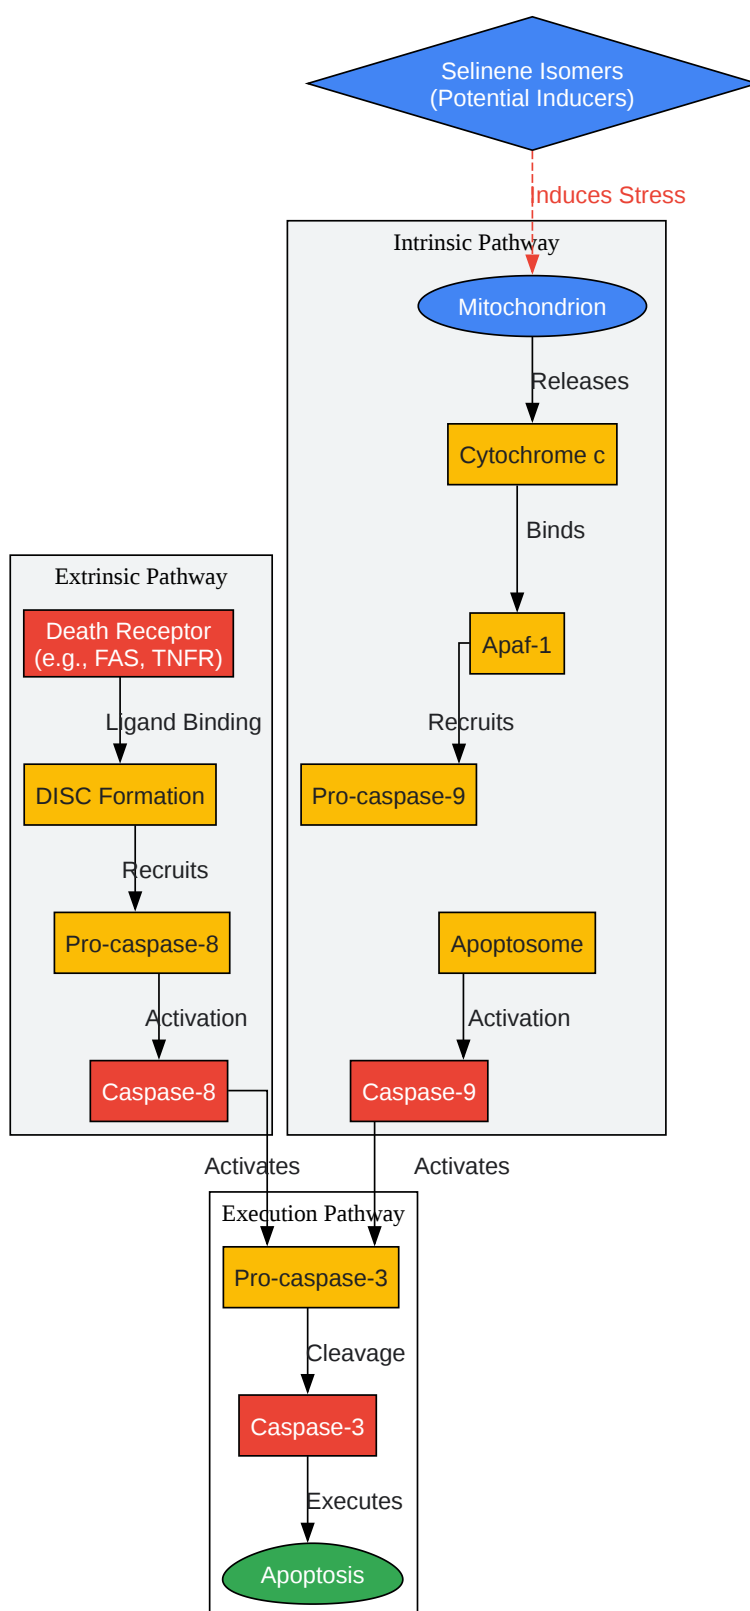 Selinene Isomers
(Potential Inducers)
Induces Stress
Intrinsic Pathway
Mitochondrion
Releases
Cytochrome c
Binds
Apaf-1
Recruits
Pro-caspase-9
Apoptosome
Activation
Caspase-9
Activates
Extrinsic Pathway
Death Receptor
(e.g., FAS, TNFR)
Ligand Binding
DISC Formation
Recruits
Pro-caspase-8
Activation
Caspase-8
Activates
Execution Pathway
Pro-caspase-3
Cleavage
Caspase-3
Executes
Apoptosis